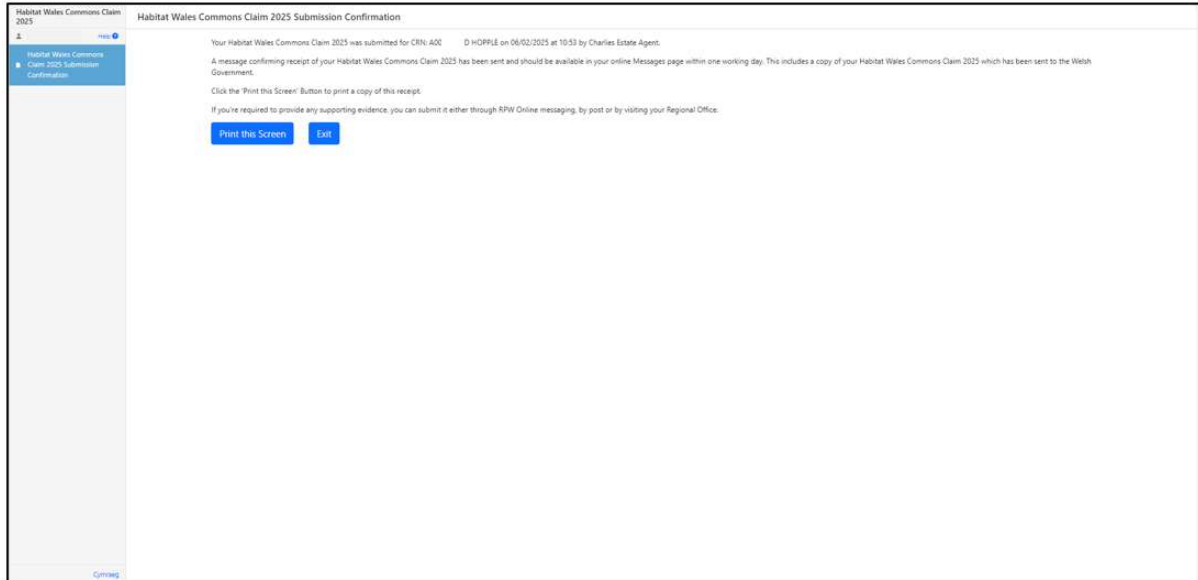 Habitat Wales Commons Claim
2025
Habitat Wales Commons Claim 2025 Submission Confirmation
Help
Habitat Wales Commons
Claim 2025 Submission
Confirmation
Your Habitat Wales Commons Claim 2025 was submitted for CRN: A00 D HOPPLE on 06/02/2025 at 10:53 by Charlies Estate Agent.
A message confirming receipt of your Habitat Wales Commons Claim 2025 has been sent and should be available in your online Messages page within one working day. This includes a copy of your Habitat Wales Commons Claim 2025 which has been sent to the Welsh
Government.
Click the 'Print this Screen' Button to print a copy of this receipt.
If you're required to provide any supporting evidence, you can submit it either through RPW Online messaging, by post or by visiting your Regional Office.
Print this Screen
Exit
Cymraeg